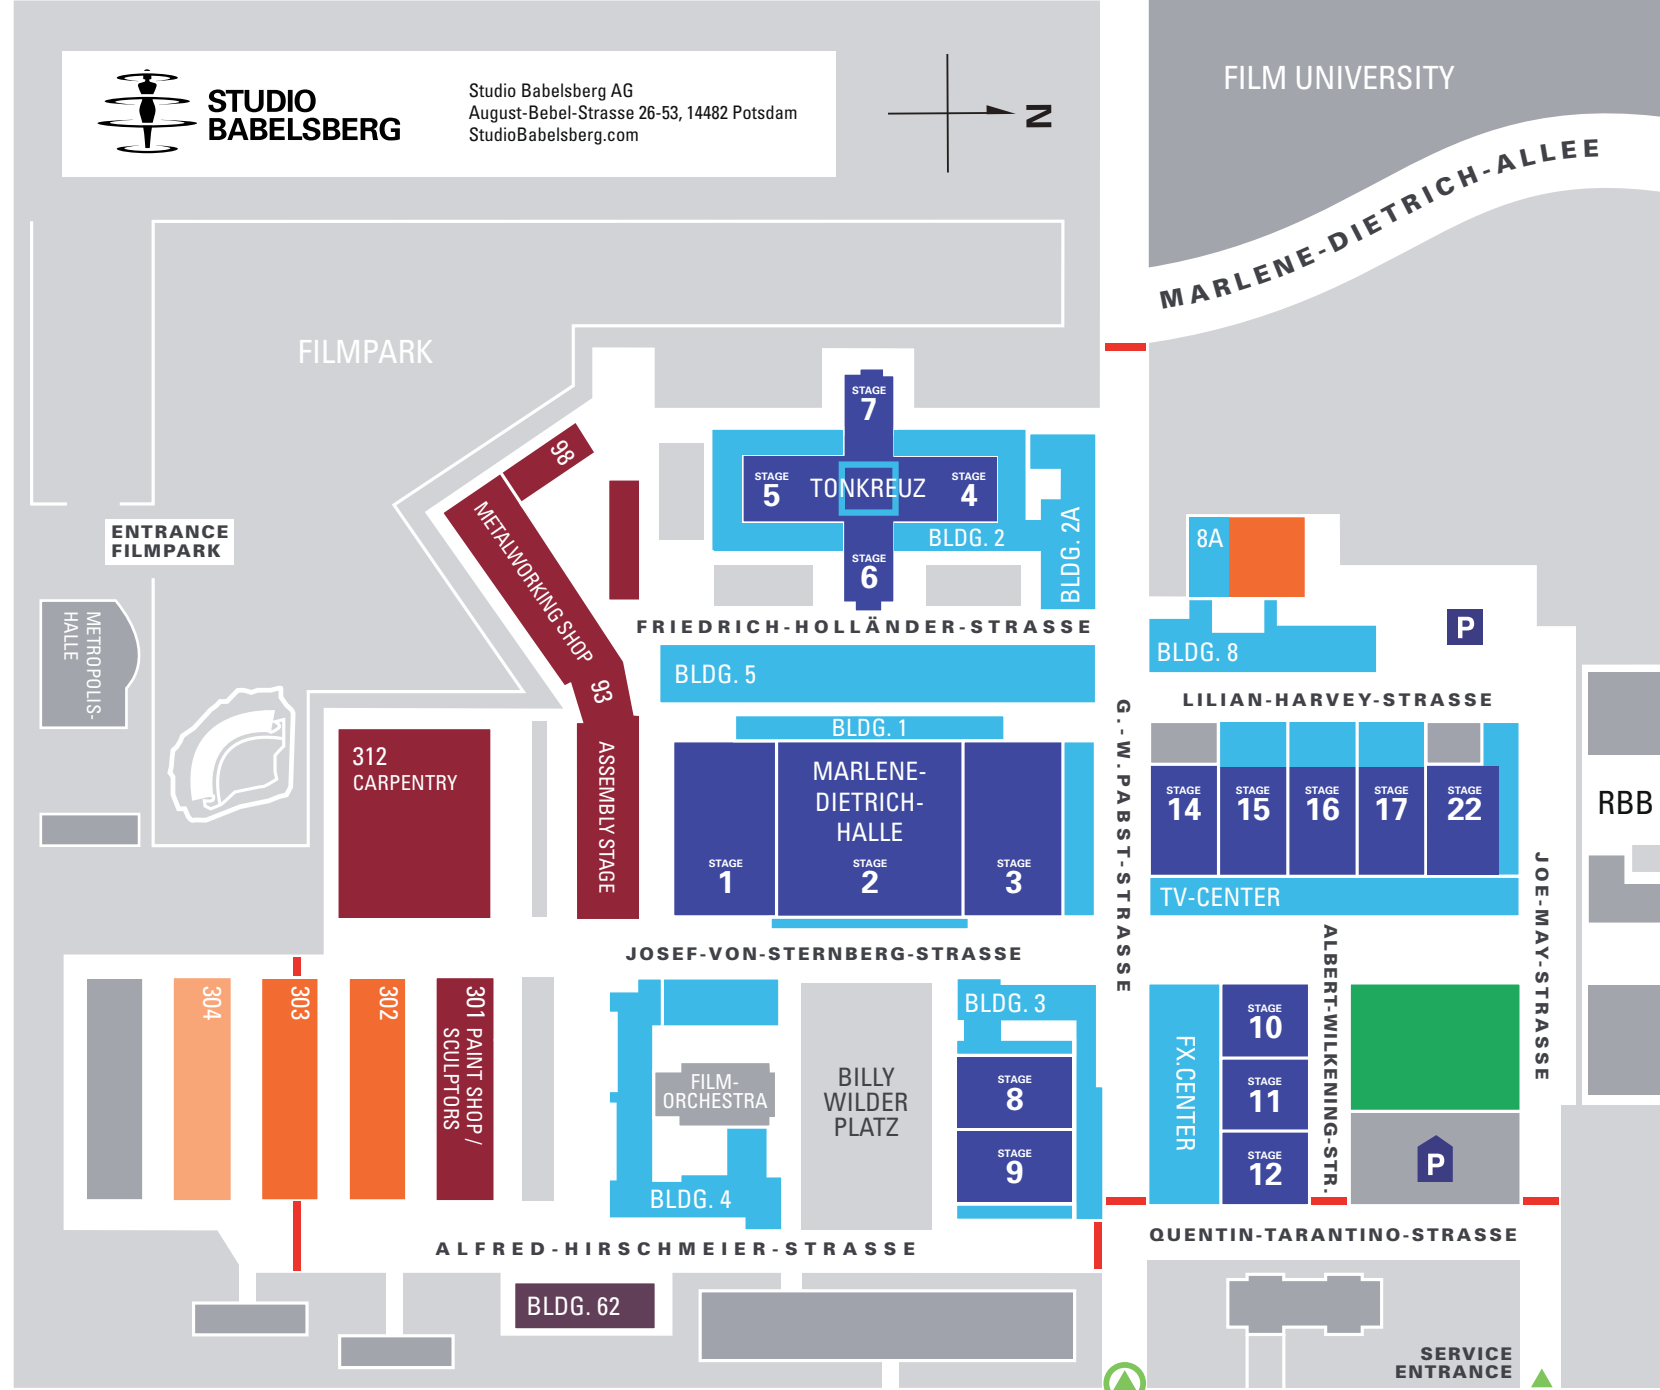 STUDIO
BABELSBERG
Studio Babelsberg AG
August-Bebel-Strasse 26-53, 14482 Potsdam
StudioBabelsberg.com
N
FILM UNIVERSITY
MARLENE-DIETRICH-ALLEE
FILMPARK
ENTRANCE
FILMPARK
METROPOLIS-
HALLE
98
METALWORKING SHOP
93
ASSEMBLY STAGE
312
CARPENTRY
STAGE
7
STAGE
5
TONKREUZ
STAGE
4
STAGE
6
BLDG. 2
BLDG. 2A
FRIEDRICH-HOLLÄNDER-STRASSE
BLDG. 5
BLDG. 1
MARLENE-
DIETRICH-
HALLE
STAGE
1
STAGE
2
STAGE
3
JOSEF-VON-STERNBERG-STRASSE
G.-W.PABST-STRASSE
8A
BLDG. 8
P
LILIAN-HARVEY-STRASSE
STAGE
14
STAGE
15
STAGE
16
STAGE
17
STAGE
22
TV-CENTER
RBB
JOE-MAY-STRASSE
ALBERT-WILKENING-STR.
304
303
302
301 PAINT SHOP /
SCULPTORS
FILM-
ORCHESTRA
BLDG. 4
BILLY
WILDER
PLATZ
BLDG. 3
STAGE
8
STAGE
9
FX.CENTER
STAGE
10
STAGE
11
STAGE
12
P
ALFRED-HIRSCHMEIER-STRASSE
QUENTIN-TARANTINO-STRASSE
BLDG. 62
SERVICE
ENTRANCE